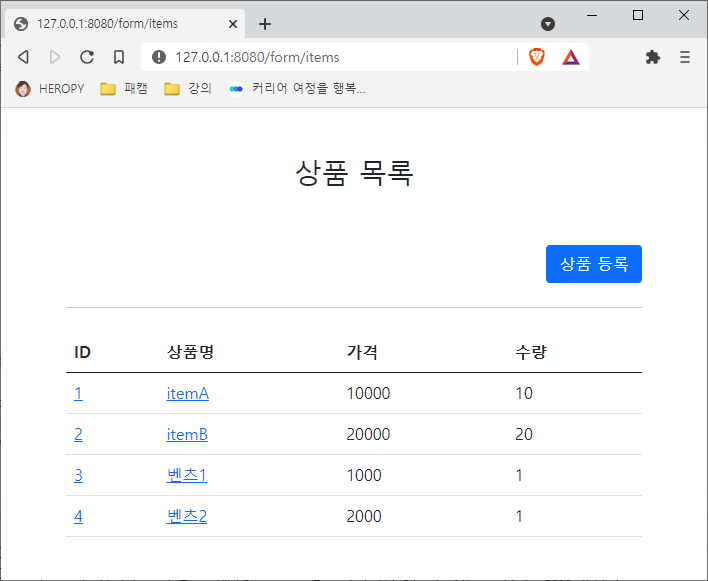 127.0.0.1:8080/form/items
127.0.0.1:8080/form/items
HEROPY 패캠 강의 커리어 여정을 행복...
상품 목록
상품 등록
ID 상품명 가격 수량
1 itemA 10000 10
2 itemB 20000 20
3 벤츠1 1000 1
4 벤츠2 2000 1